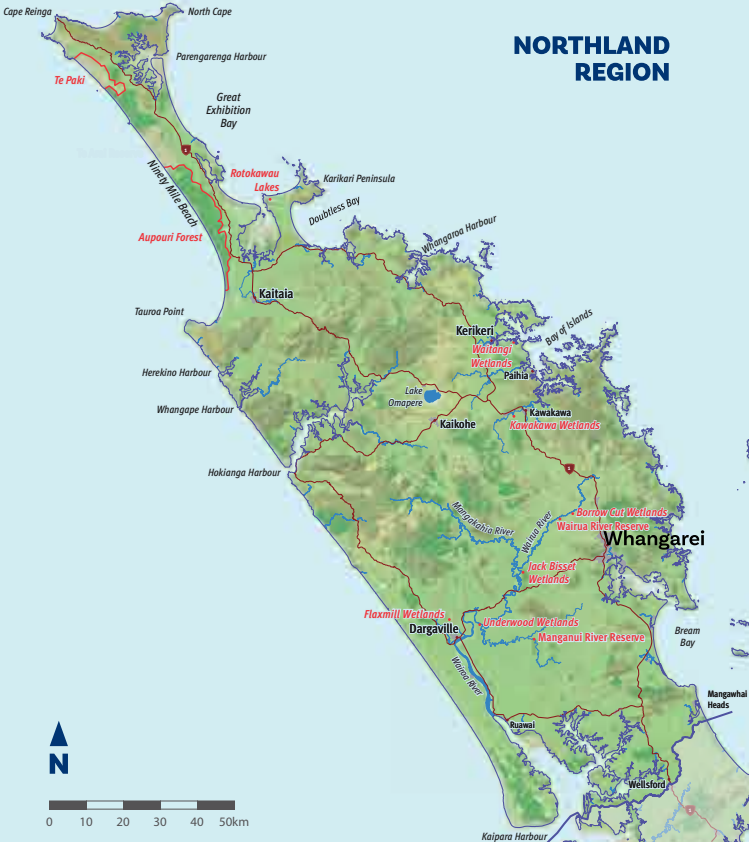 Cape Reinga
North Cape
NORTHLAND
REGION
Parengarenga Harbour
Te Paki
Great
Exhibition
Bay
1
Ninety Mile Beach
Rotokawau
Lakes
Karikari Peninsula
Doubtless Bay
Whangaroa Harbour
Aupouri Forest
Kaitaia
Tauroa Point
Kerikeri
Bay of Islands
Waitangi
Wetlands
Paihia
Herekino Harbour
Lake
Omapere
Whangape Harbour
Kawakawa
Kaikohe
Kawakawa Wetlands
Hokianga Harbour
1
Mangakahia River
Wairua River
Borrow Cut Wetlands
Wairua River Reserve
Whangarei
Jack Bisset
Wetlands
Flaxmill Wetlands
Underwood Wetlands
Dargaville
Manganui River Reserve
Bream
Bay
Wairoa River
Mangawhai
Heads
Ruawai
N
Wellsford
0 10 20 30 40 50km
1
Kaipara Harbour